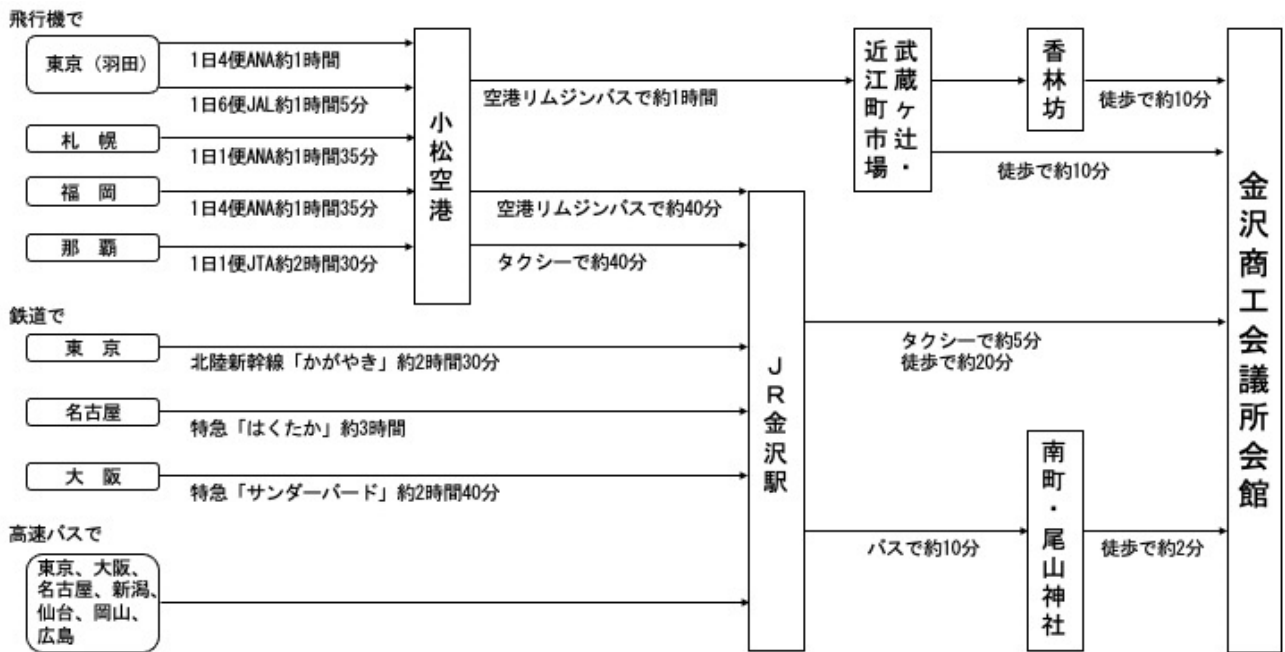 飛行機で
東京（羽田）
1日4便ANA約1時間
1日6便JAL約1時間5分
札　幌
1日1便ANA約1時間35分
福　岡
1日4便ANA約1時間35分
那　覇
1日1便JTA約2時間30分
小松空港
空港リムジンバスで約1時間
空港リムジンバスで約40分
タクシーで約40分
武蔵ヶ辻・
近江町市場
香林坊
徒歩で約10分
徒歩で約10分
鉄道で
東　京
北陸新幹線「かがやき」約2時間30分
名古屋
特急「はくたか」約3時間
大　阪
特急「サンダーバード」約2時間40分
高速バスで
東京、大阪、
名古屋、新潟、
仙台、岡山、
広島
JR金沢駅
タクシーで約5分
徒歩で約20分
バスで約10分
南町・尾山神社
徒歩で約2分
金沢商工会議所会館